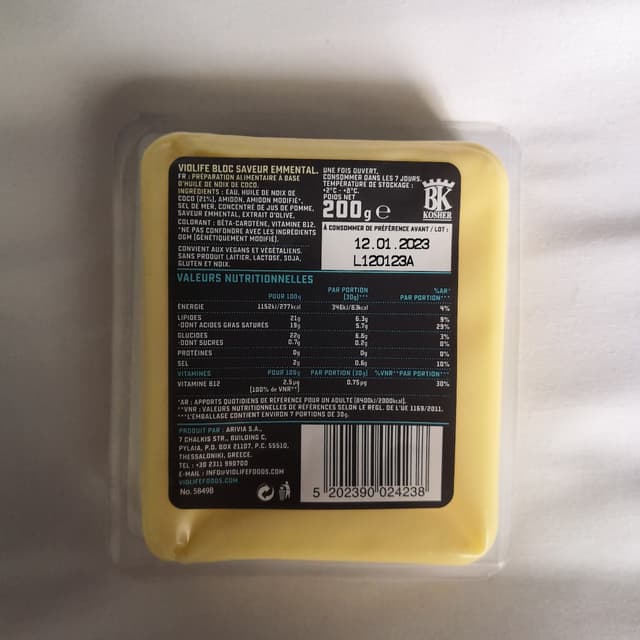 VIOLIFE BLOC SAVEUR EMMENTAL.
FR : PRÉPARATION ALIMENTAIRE À BASE
D'HUILE DE NOIX DE COCO.
INGRÉDIENTS : EAU, HUILE DE NOIX DE
COCO (21%), AMIDON, AMIDON MODIFIÉ*,
SEL DE MER, CONCENTRÉ DE JUS DE POMME,
SAVEUR EMMENTAL, EXTRAIT D'OLIVE,
COLORANT : BÊTA-CAROTÈNE, VITAMINE B12.
*NE PAS CONFONDRE AVEC LES INGRÉDIENTS
OGM (GÉNÉTIQUEMENT MODIFIÉ).
CONVIENT AUX VEGANS ET VÉGÉTALIENS.
SANS PRODUIT LAITIER, LACTOSE, SOJA,
GLUTEN ET NOIX.
UNE FOIS OUVERT,
CONSOMMER DANS LES 7 JOURS.
TEMPÉRATURE DE STOCKAGE :
+2°C - +8°C.
POIDS NET
200g e
BK
KOSHER
À CONSOMMER DE PRÉFÉRENCE AVANT / LOT :
12.01.2023
L120123A
VALEURS NUTRITIONNELLES
POUR 100g PAR PORTION (30g)*** %AR* PAR PORTION***
ÉNERGIE 1152kJ/277kcal 346kJ/83kcal 4%
LIPIDES 21g 6.3g 9%
-DONT ACIDES GRAS SATURÉS 19g 5.7g 29%
GLUCIDES 22g 6.6g 3%
-DONT SUCRES 0.7g 0.2g 0%
PROTÉINES 0g 0g 0%
SEL 2g 0.6g 10%
VITAMINES POUR 100g PAR PORTION (30g) %VNR**PAR PORTION***
VITAMINE B12 2.5µg 0.75µg 30%
(100% de VNR**)
*AR : APPORTS QUOTIDIENS DE RÉFÉRENCE POUR UN ADULTE (8400kJ/2000kcal).
**VNR : VALEURS NUTRITIONNELLES DE RÉFÉRENCES SELON LE REGL. DE L'UE 1169/2011.
***L'EMBALLAGE CONTIENT ENVIRON 7 PORTIONS DE 30g.
PRODUIT PAR : ARIVIA S.A.,
7 CHALKIS STR., BUILDING C,
PYLAIA, P.O. BOX 21107, P.C. 55510,
THESSALONIKI, GREECE.
TEL : +30 2311 990700
E-MAIL : INFO@VIOLIFEFOODS.COM
VIOLIFEFOODS.COM
No. 5849B
5 202390 024238